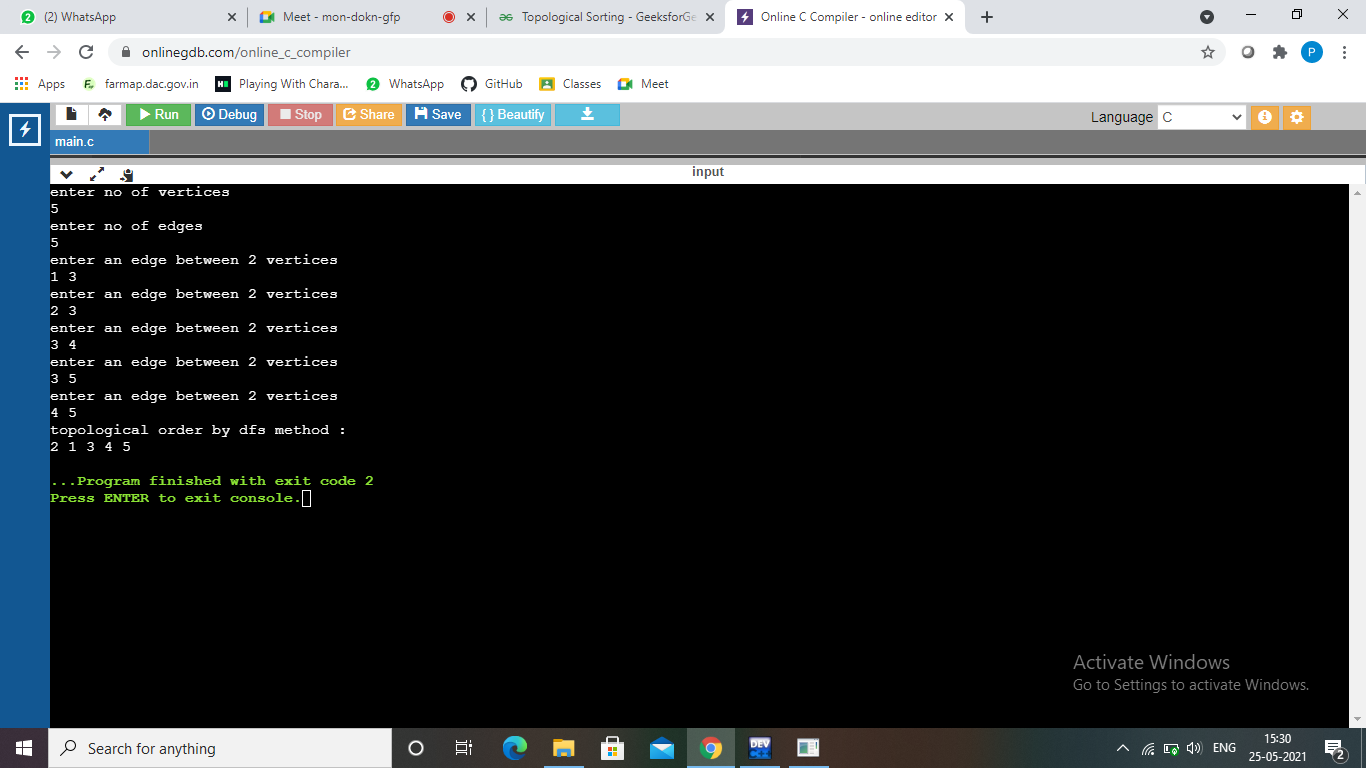 (2) WhatsApp
Meet - mon-dokn-gfp
Topological Sorting - GeeksforGe
Online C Compiler - online editor
onlinegdb.com/online_c_compiler
P
Apps
farmap.dac.gov.in
Playing With Chara...
WhatsApp
GitHub
Classes
Meet
Run
Debug
Stop
Share
Save
{ } Beautify
Language C
main.c
input
enter no of vertices
5
enter no of edges
5
enter an edge between 2 vertices
1 3
enter an edge between 2 vertices
2 3
enter an edge between 2 vertices
3 4
enter an edge between 2 vertices
3 5
enter an edge between 2 vertices
4 5
topological order by dfs method :
2 1 3 4 5
...Program finished with exit code 2
Press ENTER to exit console.
Activate Windows
Go to Settings to activate Windows.
Search for anything
DEV
ENG
15:30
25-05-2021
2